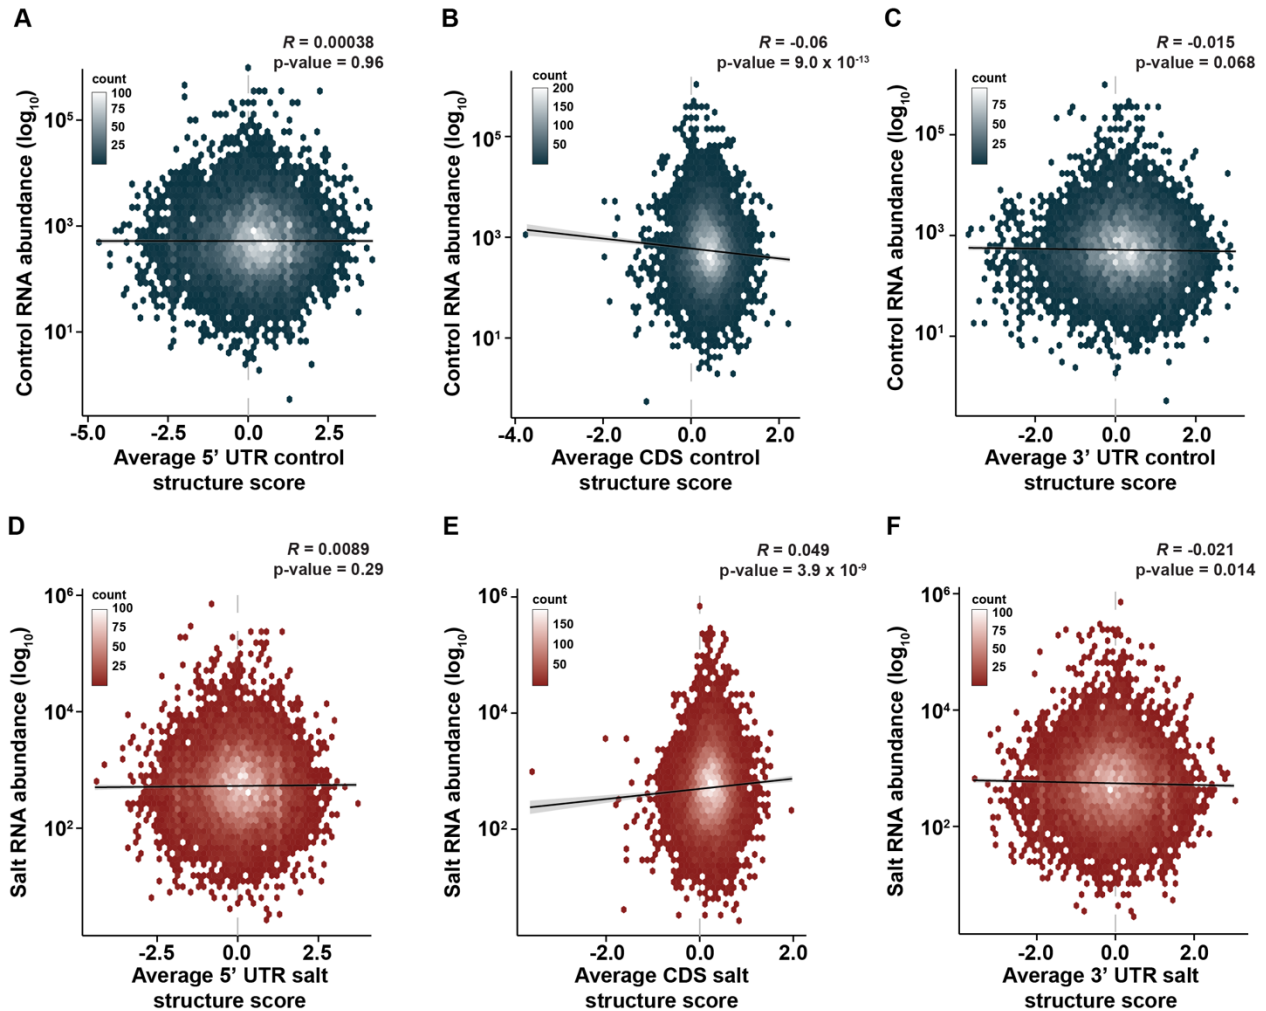 A
R = 0.00038
p-value = 0.96
count
100
75
50
25
10⁵
10³
10¹
Control RNA abundance (log₁₀)
-5.0 -2.5 0.0 2.5
Average 5’ UTR control
structure score
B
R = -0.06
p-value = 9.0 x 10⁻¹³
count
200
100
50
10⁵
10³
10¹
Control RNA abundance (log₁₀)
-4.0 -2.0 0.0 2.0
Average CDS control
structure score
C
R = -0.015
p-value = 0.068
count
75
50
25
10⁵
10³
10¹
Control RNA abundance (log₁₀)
-2.0 0.0 2.0
Average 3’ UTR control
structure score
D
R = 0.0089
p-value = 0.29
count
100
75
50
25
10⁶
10⁴
10²
Salt RNA abundance (log₁₀)
-2.5 0.0 2.5
Average 5’ UTR salt
structure score
E
R = 0.049
p-value = 3.9 x 10⁻⁹
count
150
100
50
10⁶
10⁴
10²
Salt RNA abundance (log₁₀)
-2.0 0.0 2.0
Average CDS salt
structure score
F
R = -0.021
p-value = 0.014
count
100
75
50
25
10⁶
10⁴
10²
Salt RNA abundance (log₁₀)
-2.0 0.0 2.0
Average 3’ UTR salt
structure score